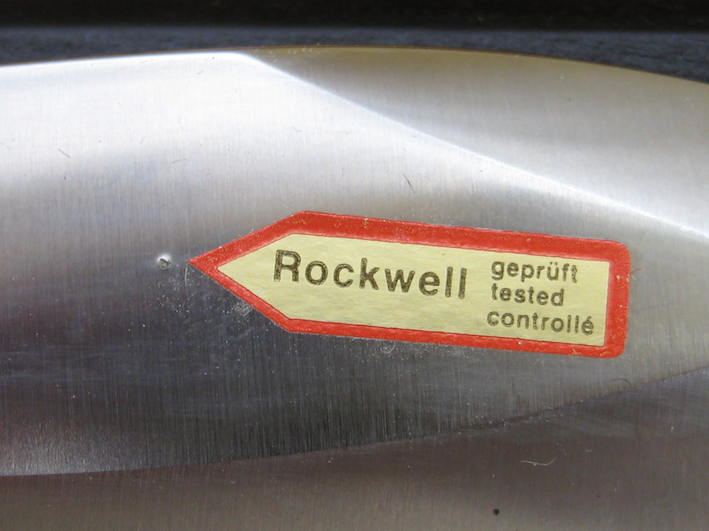 Rockwell
geprüft
tested
controllé